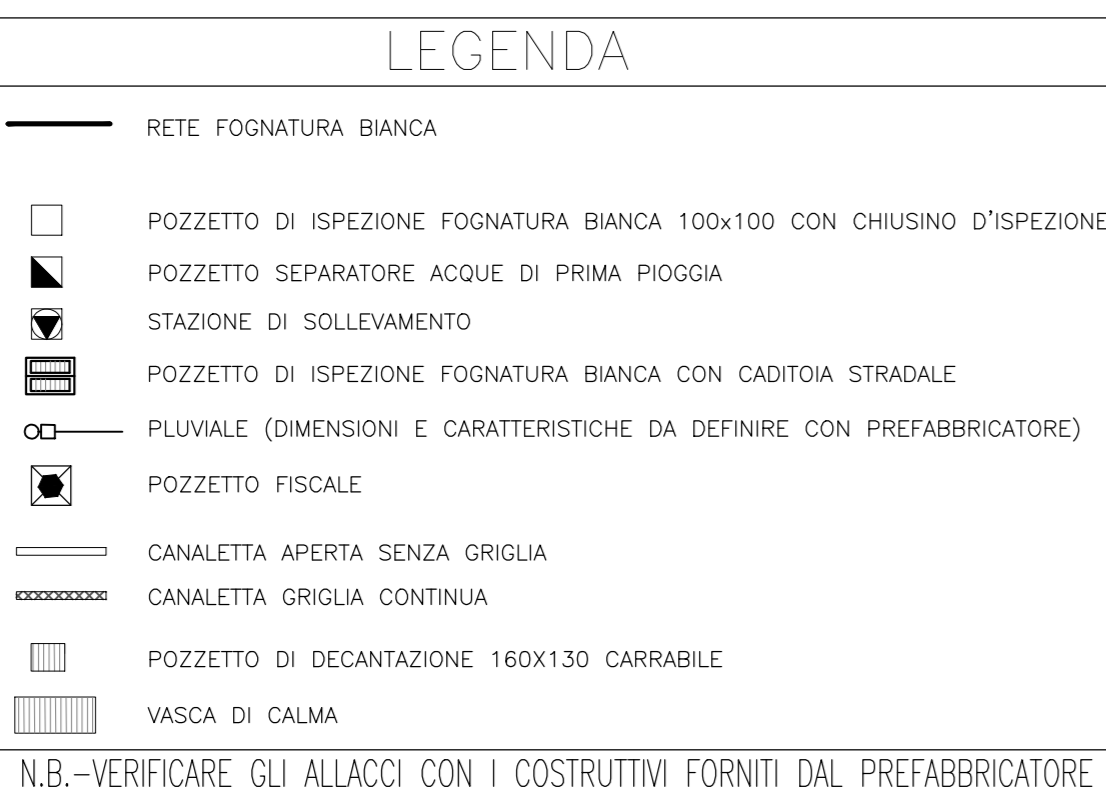 LEGENDA
RETE FOGNATURA BIANCA
POZZETTO DI ISPEZIONE FOGNATURA BIANCA 100x100 CON CHIUSINO D'ISPEZIONE
POZZETTO SEPARATORE ACQUE DI PRIMA PIOGGIA
STAZIONE DI SOLLEVAMENTO
POZZETTO DI ISPEZIONE FOGNATURA BIANCA CON CADITOIA STRADALE
PLUVIALE (DIMENSIONI E CARATTERISTICHE DA DEFINIRE CON PREFABBRICATORE)
POZZETTO FISCALE
CANALETTA APERTA SENZA GRIGLIA
CANALETTA GRIGLIA CONTINUA
POZZETTO DI DECANTAZIONE 160X130 CARRABILE
VASCA DI CALMA
N.B.-VERIFICARE GLI ALLACCI CON I COSTRUTTIVI FORNITI DAL PREFABBRICATORE